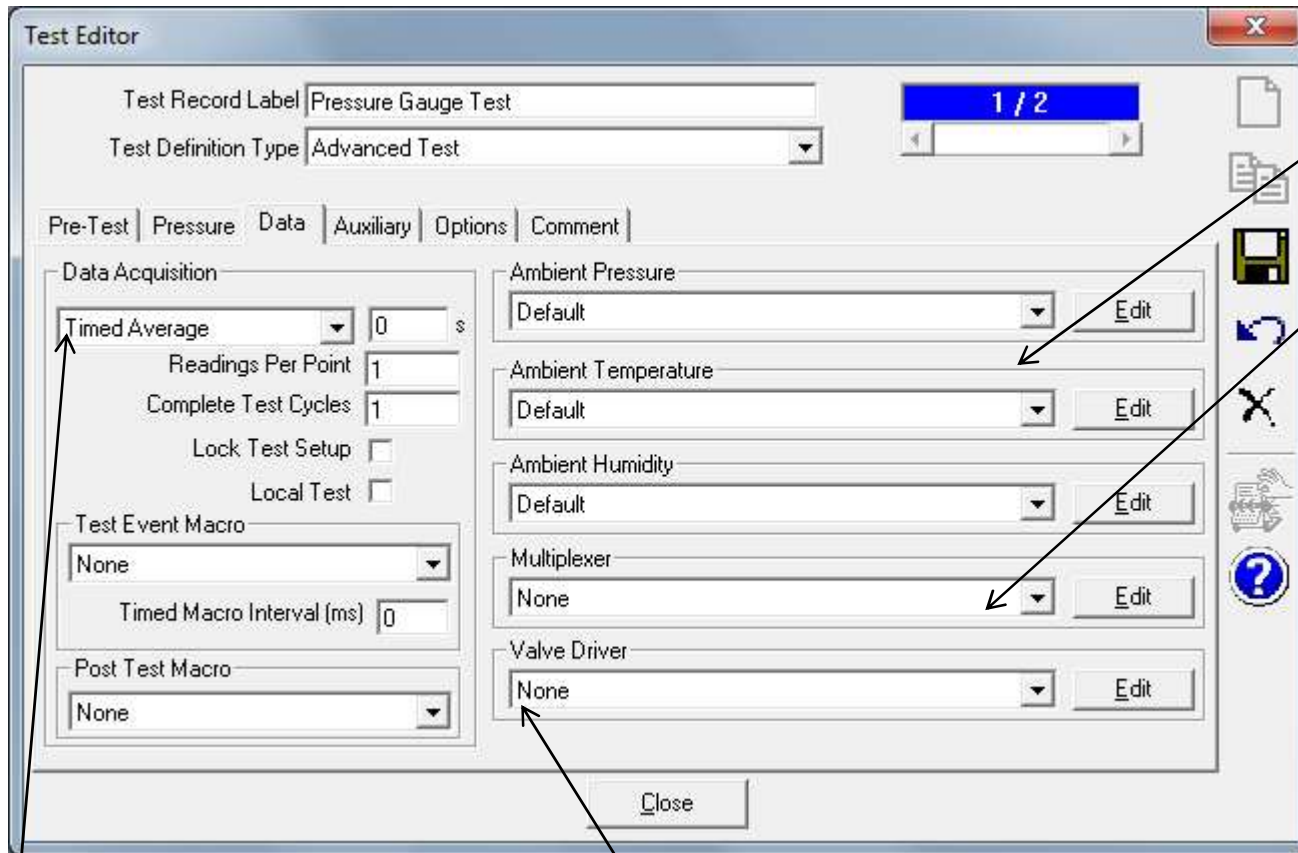 Test Editor
Test Record Label Pressure Gauge Test
1 / 2
Test Definition Type Advanced Test
Pre-Test Pressure Data Auxiliary Options Comment
Data Acquisition
Timed Average 0 s
Readings Per Point 1
Complete Test Cycles 1
Lock Test Setup
Local Test
Test Event Macro
None
Timed Macro Interval (ms) 0
Post Test Macro
None
Ambient Pressure
Default Edit
Ambient Temperature
Default Edit
Ambient Humidity
Default Edit
Multiplexer
None Edit
Valve Driver
None Edit
Close